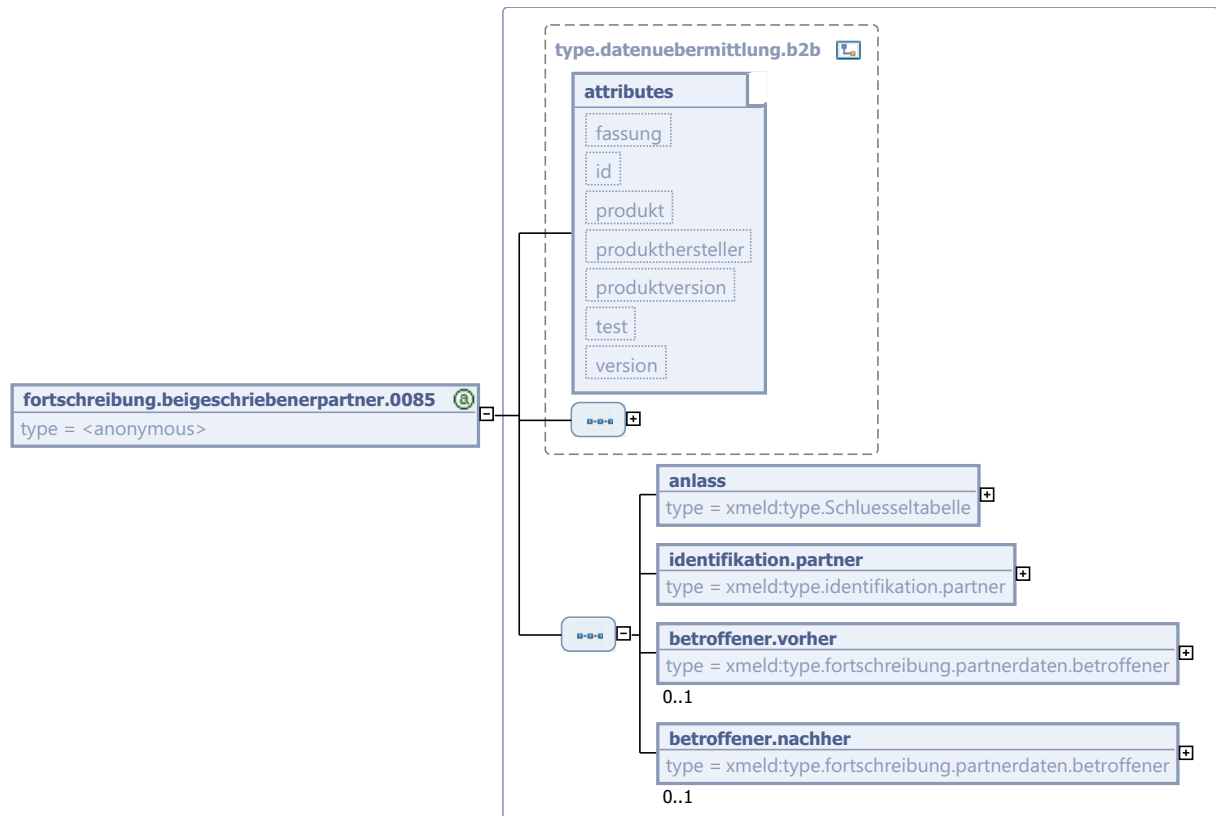 type.datenuebermittlung.b2b
attributes
fassung
id
produkt
produkthersteller
produktversion
test
version
fortschreibung.beigeschriebenerpartner.0085
type = <anonymous>
anlass
type = xmeld:type.Schluesseltabelle
identifikation.partner
type = xmeld:type.identifikation.partner
betroffener.vorher
type = xmeld:type.fortschreibung.partnerdaten.betroffener
0..1
betroffener.nachher
type = xmeld:type.fortschreibung.partnerdaten.betroffener
0..1